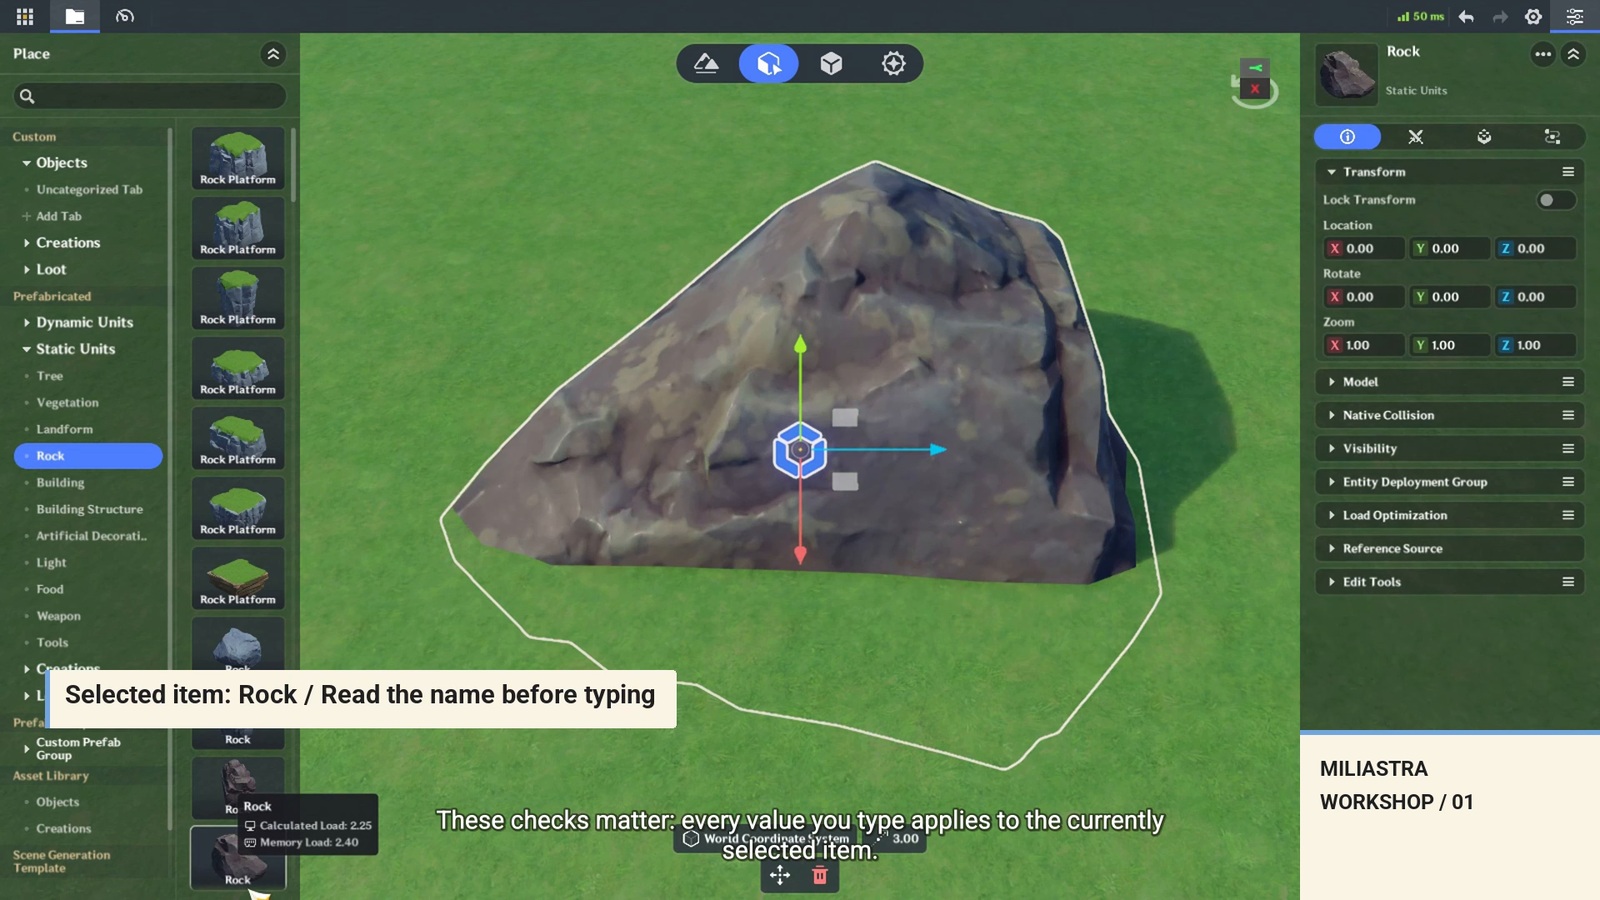 50 ms
Place
Custom
Objects
Uncategorized Tab
Add Tab
Creations
Loot
Prefabricated
Dynamic Units
Static Units
Tree
Vegetation
Landform
Rock
Building
Building Structure
Artificial Decorati..
Light
Food
Weapon
Tools
Creations
Custom Prefab
Group
Asset Library
Objects
Creations
Scene Generation
Template
Rock Platform
Rock Platform
Rock Platform
Rock Platform
Rock Platform
Rock Platform
Rock Platform
Rock
Rock
Rock
Rock
Calculated Load: 2.25
Memory Load: 2.40
Selected item: Rock / Read the name before typing
X
World Coordinate System
3.00
These checks matter: every value you type applies to the currently
selected item.
Rock
Static Units
Transform
Lock Transform
Location
X 0.00 Y 0.00 Z 0.00
Rotate
X 0.00 Y 0.00 Z 0.00
Zoom
X 1.00 Y 1.00 Z 1.00
Model
Native Collision
Visibility
Entity Deployment Group
Load Optimization
Reference Source
Edit Tools
MILIASTRA
WORKSHOP / 01